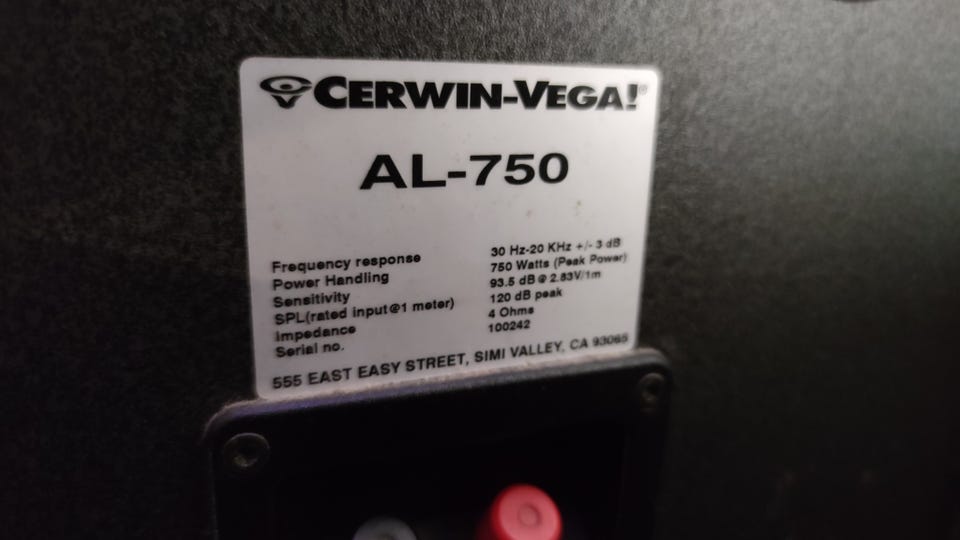 CERWIN-VEGA!®
AL-750
Frequency response 30 Hz-20 KHz +/- 3 dB
Power Handling 750 Watts (Peak Power)
Sensitivity 93.5 dB @ 2.83V/1m
SPL(rated input@1 meter) 120 dB peak
Impedance 4 Ohms
Serial no. 100242
555 EAST EASY STREET, SIMI VALLEY, CA 93065